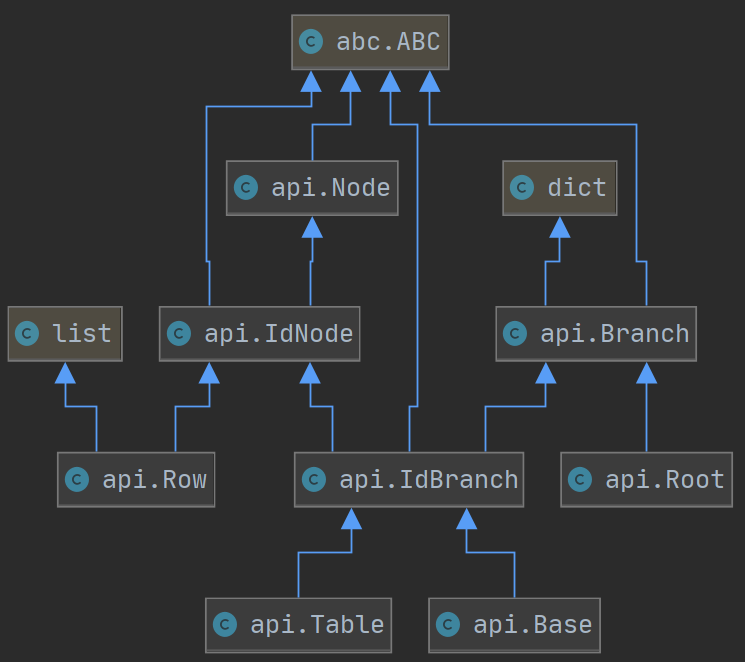 C abc.ABC
C api.Node
C dict
C list
C api.IdNode
C api.Branch
C api.Row
C api.IdBranch
C api.Root
C api.Table
C api.Base